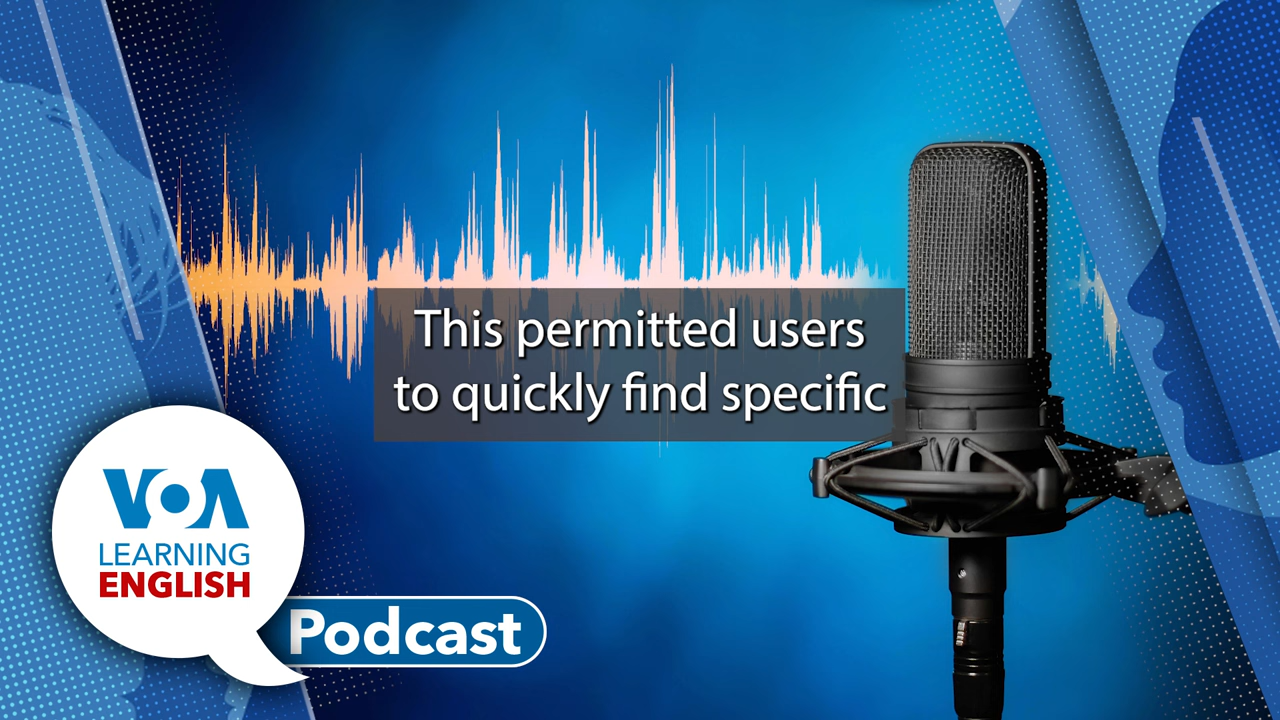 This permitted users
to quickly find specific
VOA
LEARNING
ENGLISH
Podcast